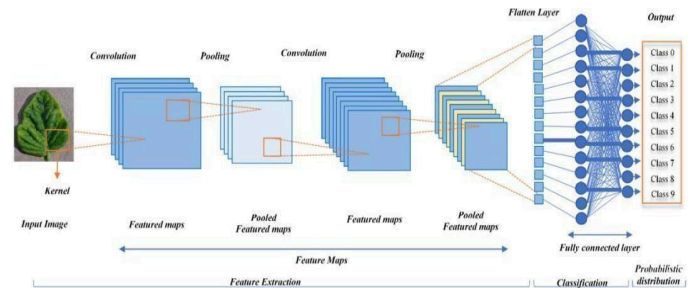 Flatten Layer
Output
Convolution
Pooling
Convolution
Pooling
Class 0
Class 1
Class 2
Class 3
Class 4
Class 5
Class 6
Class 7
Class 8
Class 9
Kernel
Input Image
Featured maps
Pooled
Featured maps
Featured maps
Pooled
Featured maps
Feature Maps
Fully connected layer
Feature Extraction
Classification
Probabilistic
distribution